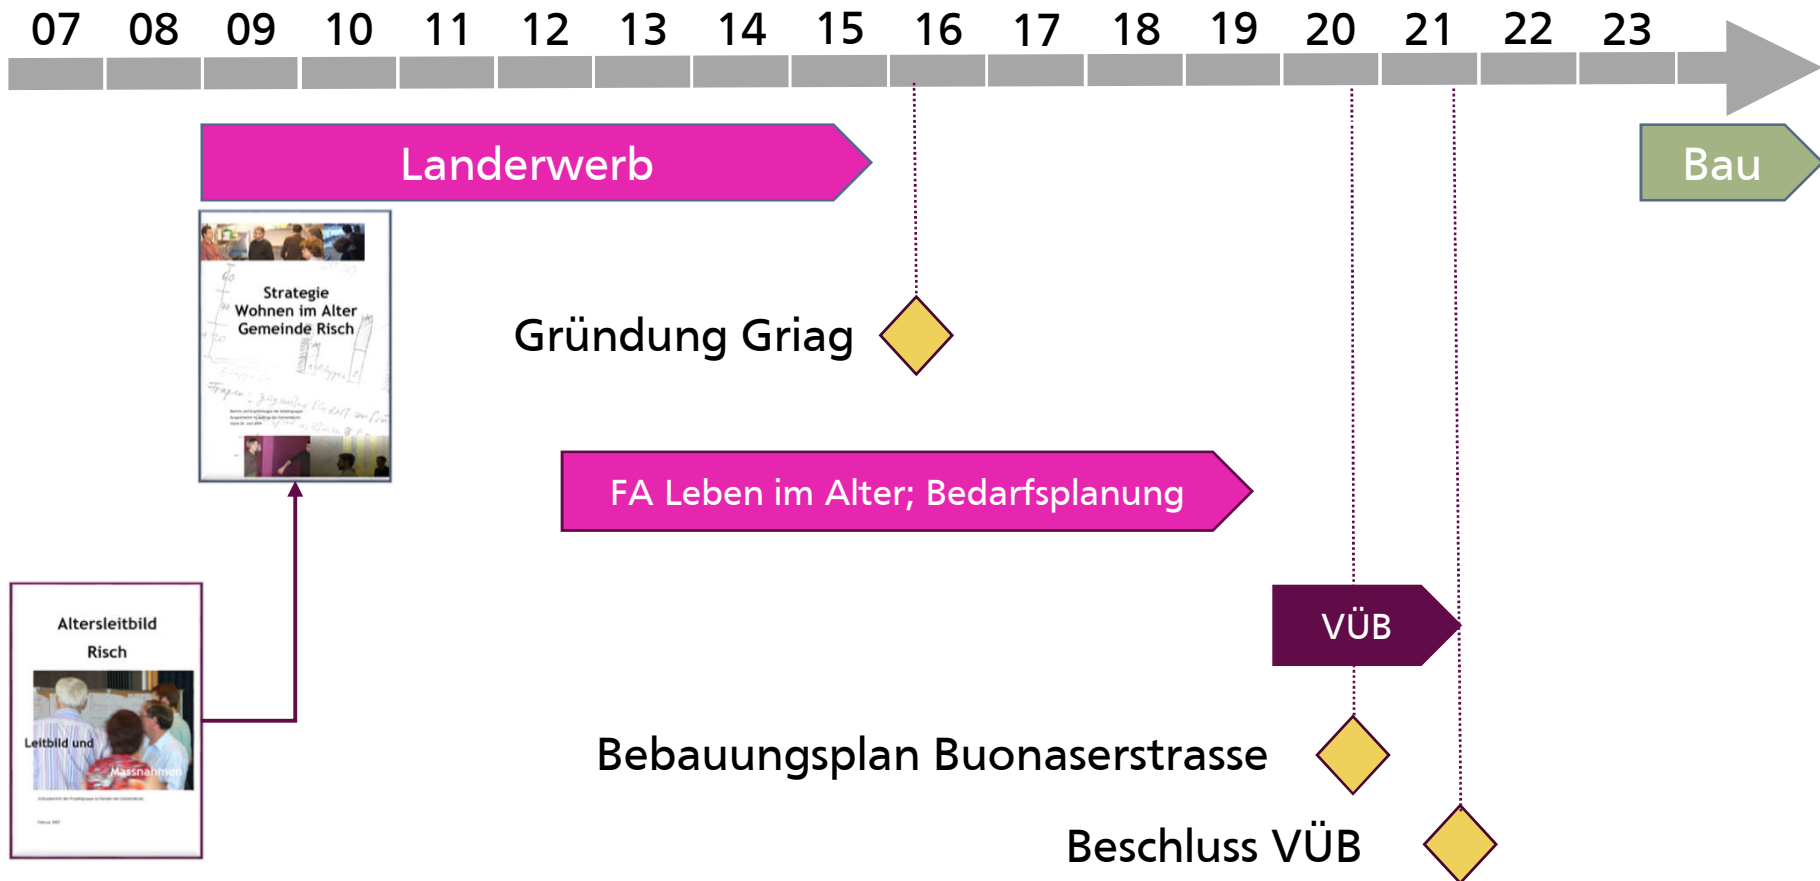 07 08 09 10 11 12 13 14 15 16 17 18 19 20 21 22 23
Landerwerb
Bau
Strategie
Wohnen im Alter
Gemeinde Risch
Gründung Griag
FA Leben im Alter; Bedarfsplanung
Altersleitbild
Risch
Leitbild und
Massnahmen
Februar 2007
VÜB
Bebauungsplan Buonaserstrasse
Beschluss VÜB